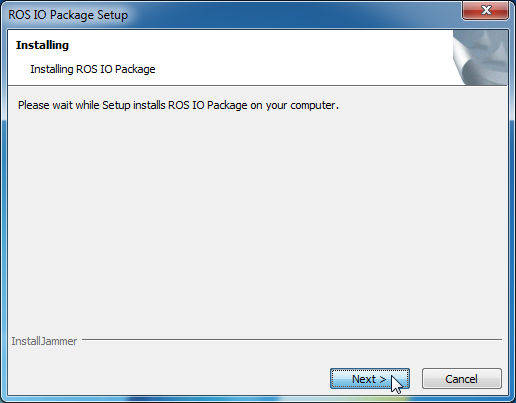 ROS IO Package Setup
Installing
Installing ROS IO Package
Please wait while Setup installs ROS IO Package on your computer.
InstallJammer
Next >
Cancel